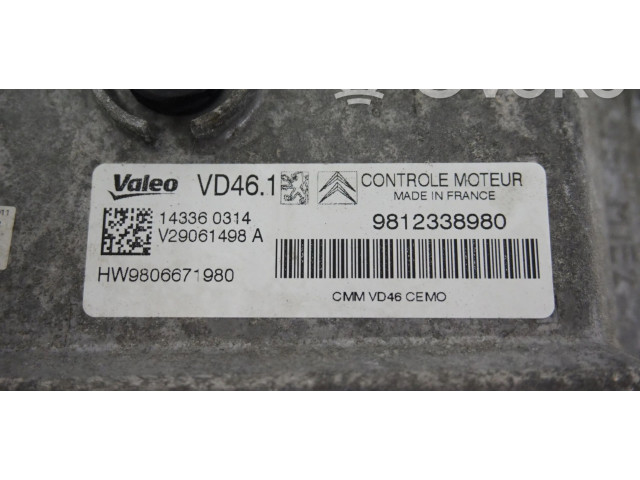 Valeo VD46.1 CONTROLE MOTEUR
MADE IN FRANCE
14336 0314 9812338980
V29061498 A
HW9806671980
CMM VD46 CEMO